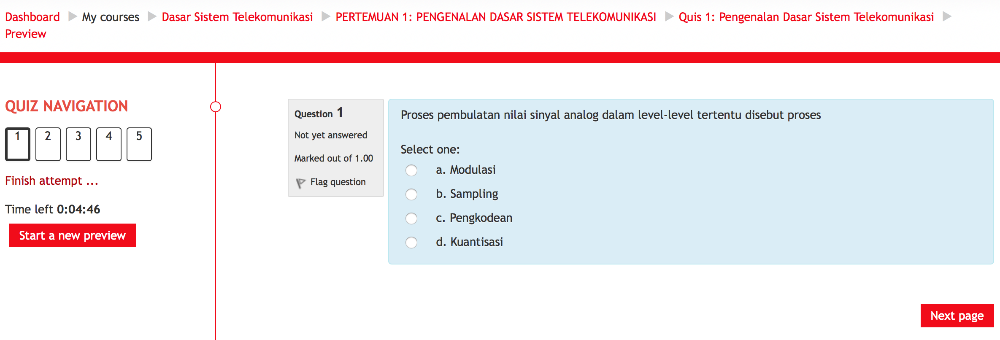 Dashboard My courses Dasar Sistem Telekomunikasi PERTEMUAN 1: PENGENALAN DASAR SISTEM TELEKOMUNIKASI Quis 1: Pengenalan Dasar Sistem Telekomunikasi
Preview
QUIZ NAVIGATION
1 2 3 4 5
Finish attempt ...
Time left 0:04:46
Start a new preview
Question 1
Not yet answered
Marked out of 1.00
Flag question
Proses pembulatan nilai sinyal analog dalam level-level tertentu disebut proses
Select one:
a. Modulasi
b. Sampling
c. Pengkodean
d. Kuantisasi
Next page